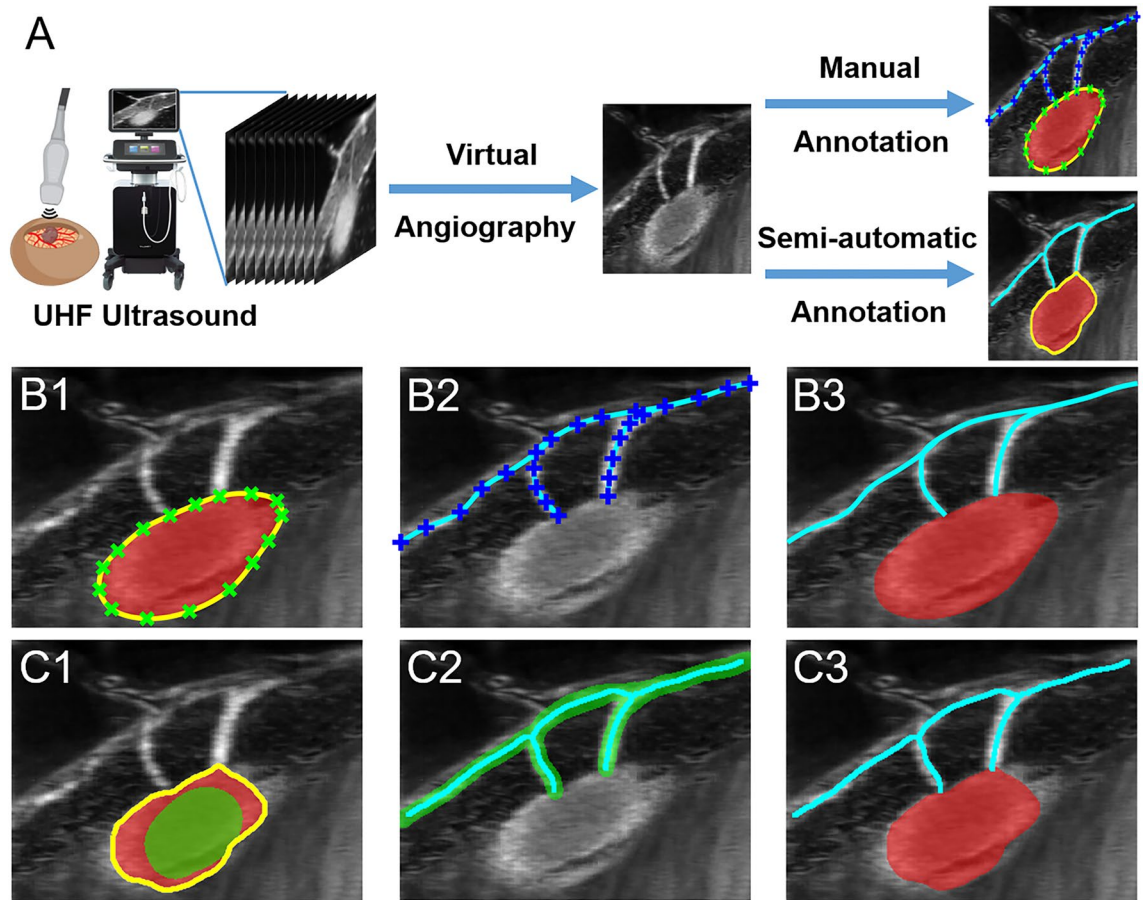 A
Manual
Annotation
Virtual
Angiography
Semi-automatic
Annotation
UHF Ultrasound
B1
B2
B3
C1
C2
C3